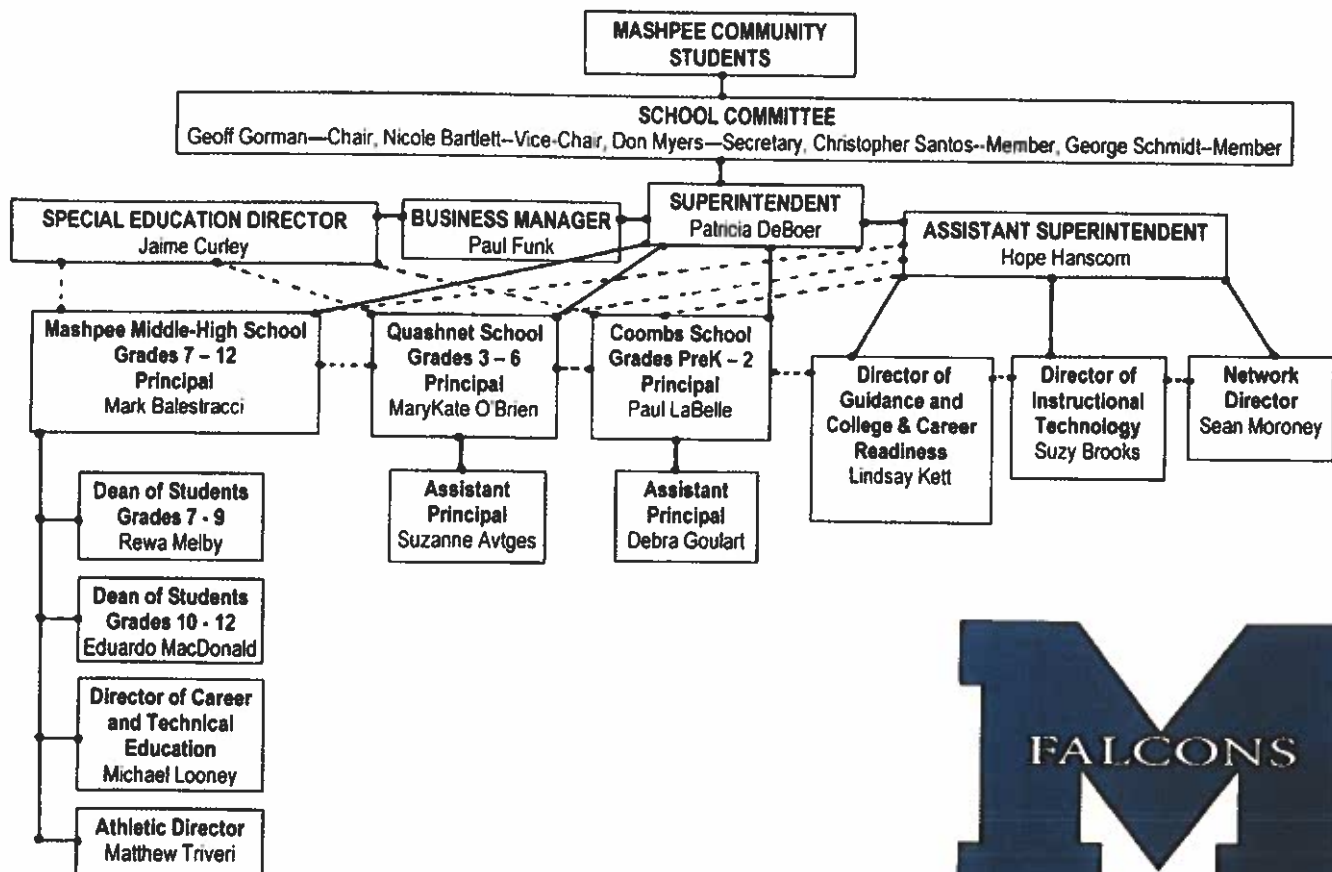 MASHPEE COMMUNITY
STUDENTS
SCHOOL COMMITTEE
Geoff Gorman—Chair, Nicole Bartlett--Vice-Chair, Don Myers—Secretary, Christopher Santos--Member, George Schmidt--Member
SPECIAL EDUCATION DIRECTOR
Jaime Curley
BUSINESS MANAGER
Paul Funk
SUPERINTENDENT
Patricia DeBoer
ASSISTANT SUPERINTENDENT
Hope Hanscom
Mashpee Middle-High School
Grades 7 – 12
Principal
Mark Balestracci
Quashnet School
Grades 3 – 6
Principal
MaryKate O'Brien
Coombs School
Grades PreK – 2
Principal
Paul LaBelle
Director of
Guidance and
College & Career
Readiness
Lindsay Kett
Director of
Instructional
Technology
Suzy Brooks
Network
Director
Sean Moroney
Dean of Students
Grades 7 - 9
Rewa Melby
Assistant
Principal
Suzanne Avtges
Assistant
Principal
Debra Goulart
Dean of Students
Grades 10 - 12
Eduardo MacDonald
Director of Career
and Technical
Education
Michael Looney
Athletic Director
Matthew Triveri
M
FALCONS